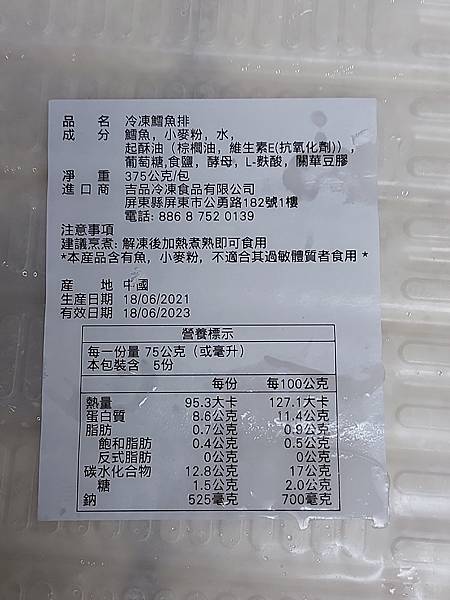 品名 冷凍鱈魚排
成分 鱈魚，小麥粉，水，
起酥油（棕櫚油，維生素E(抗氧化劑)），
葡萄糖,食鹽，酵母，L-麩酸，關華豆膠
淨重 375公克/包
進口商 吉品冷凍食品有限公司
屏東縣屏東市公勇路182號1樓
電話: 886 8 752 0139
注意事項
建議烹煮: 解凍後加熱煮熟即可食用
*本產品含有魚，小麥粉，不適合其過敏體質者食用 *
產地 中國
生産日期 18/06/2021
有效日期 18/06/2023
營養標示
每一份量 75公克（或毫升）
本包裝含 5份
每份 每100公克
熱量 95.3大卡 127.1大卡
蛋白質 8.6公克 11.4公克
脂肪 0.7公克 0.9公克
飽和脂肪 0.4公克 0.5公克
反式脂肪 0公克 0公克
碳水化合物 12.8公克 17公克
糖 1.5公克 2.0公克
鈉 525毫克 700毫克